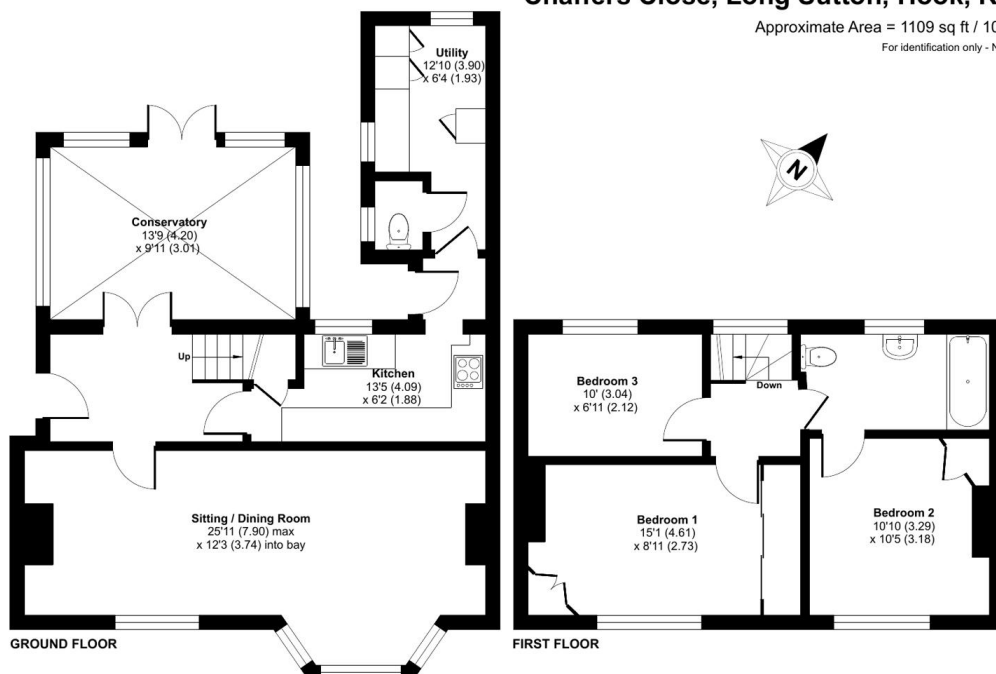 Approximate Area = 1109 sq ft / 10
For identification only - N
Utility
12'10 (3.90)
x 6'4 (1.93)
N
Conservatory
13'9 (4.20)
x 9'11 (3.01)
Up
Kitchen
13'5 (4.09)
x 6'2 (1.88)
Sitting / Dining Room
25'11 (7.90) max
x 12'3 (3.74) into bay
GROUND FLOOR
Bedroom 3
10' (3.04)
x 6'11 (2.12)
Down
Bedroom 1
15'1 (4.61)
x 8'11 (2.73)
Bedroom 2
10'10 (3.29)
x 10'5 (3.18)
FIRST FLOOR